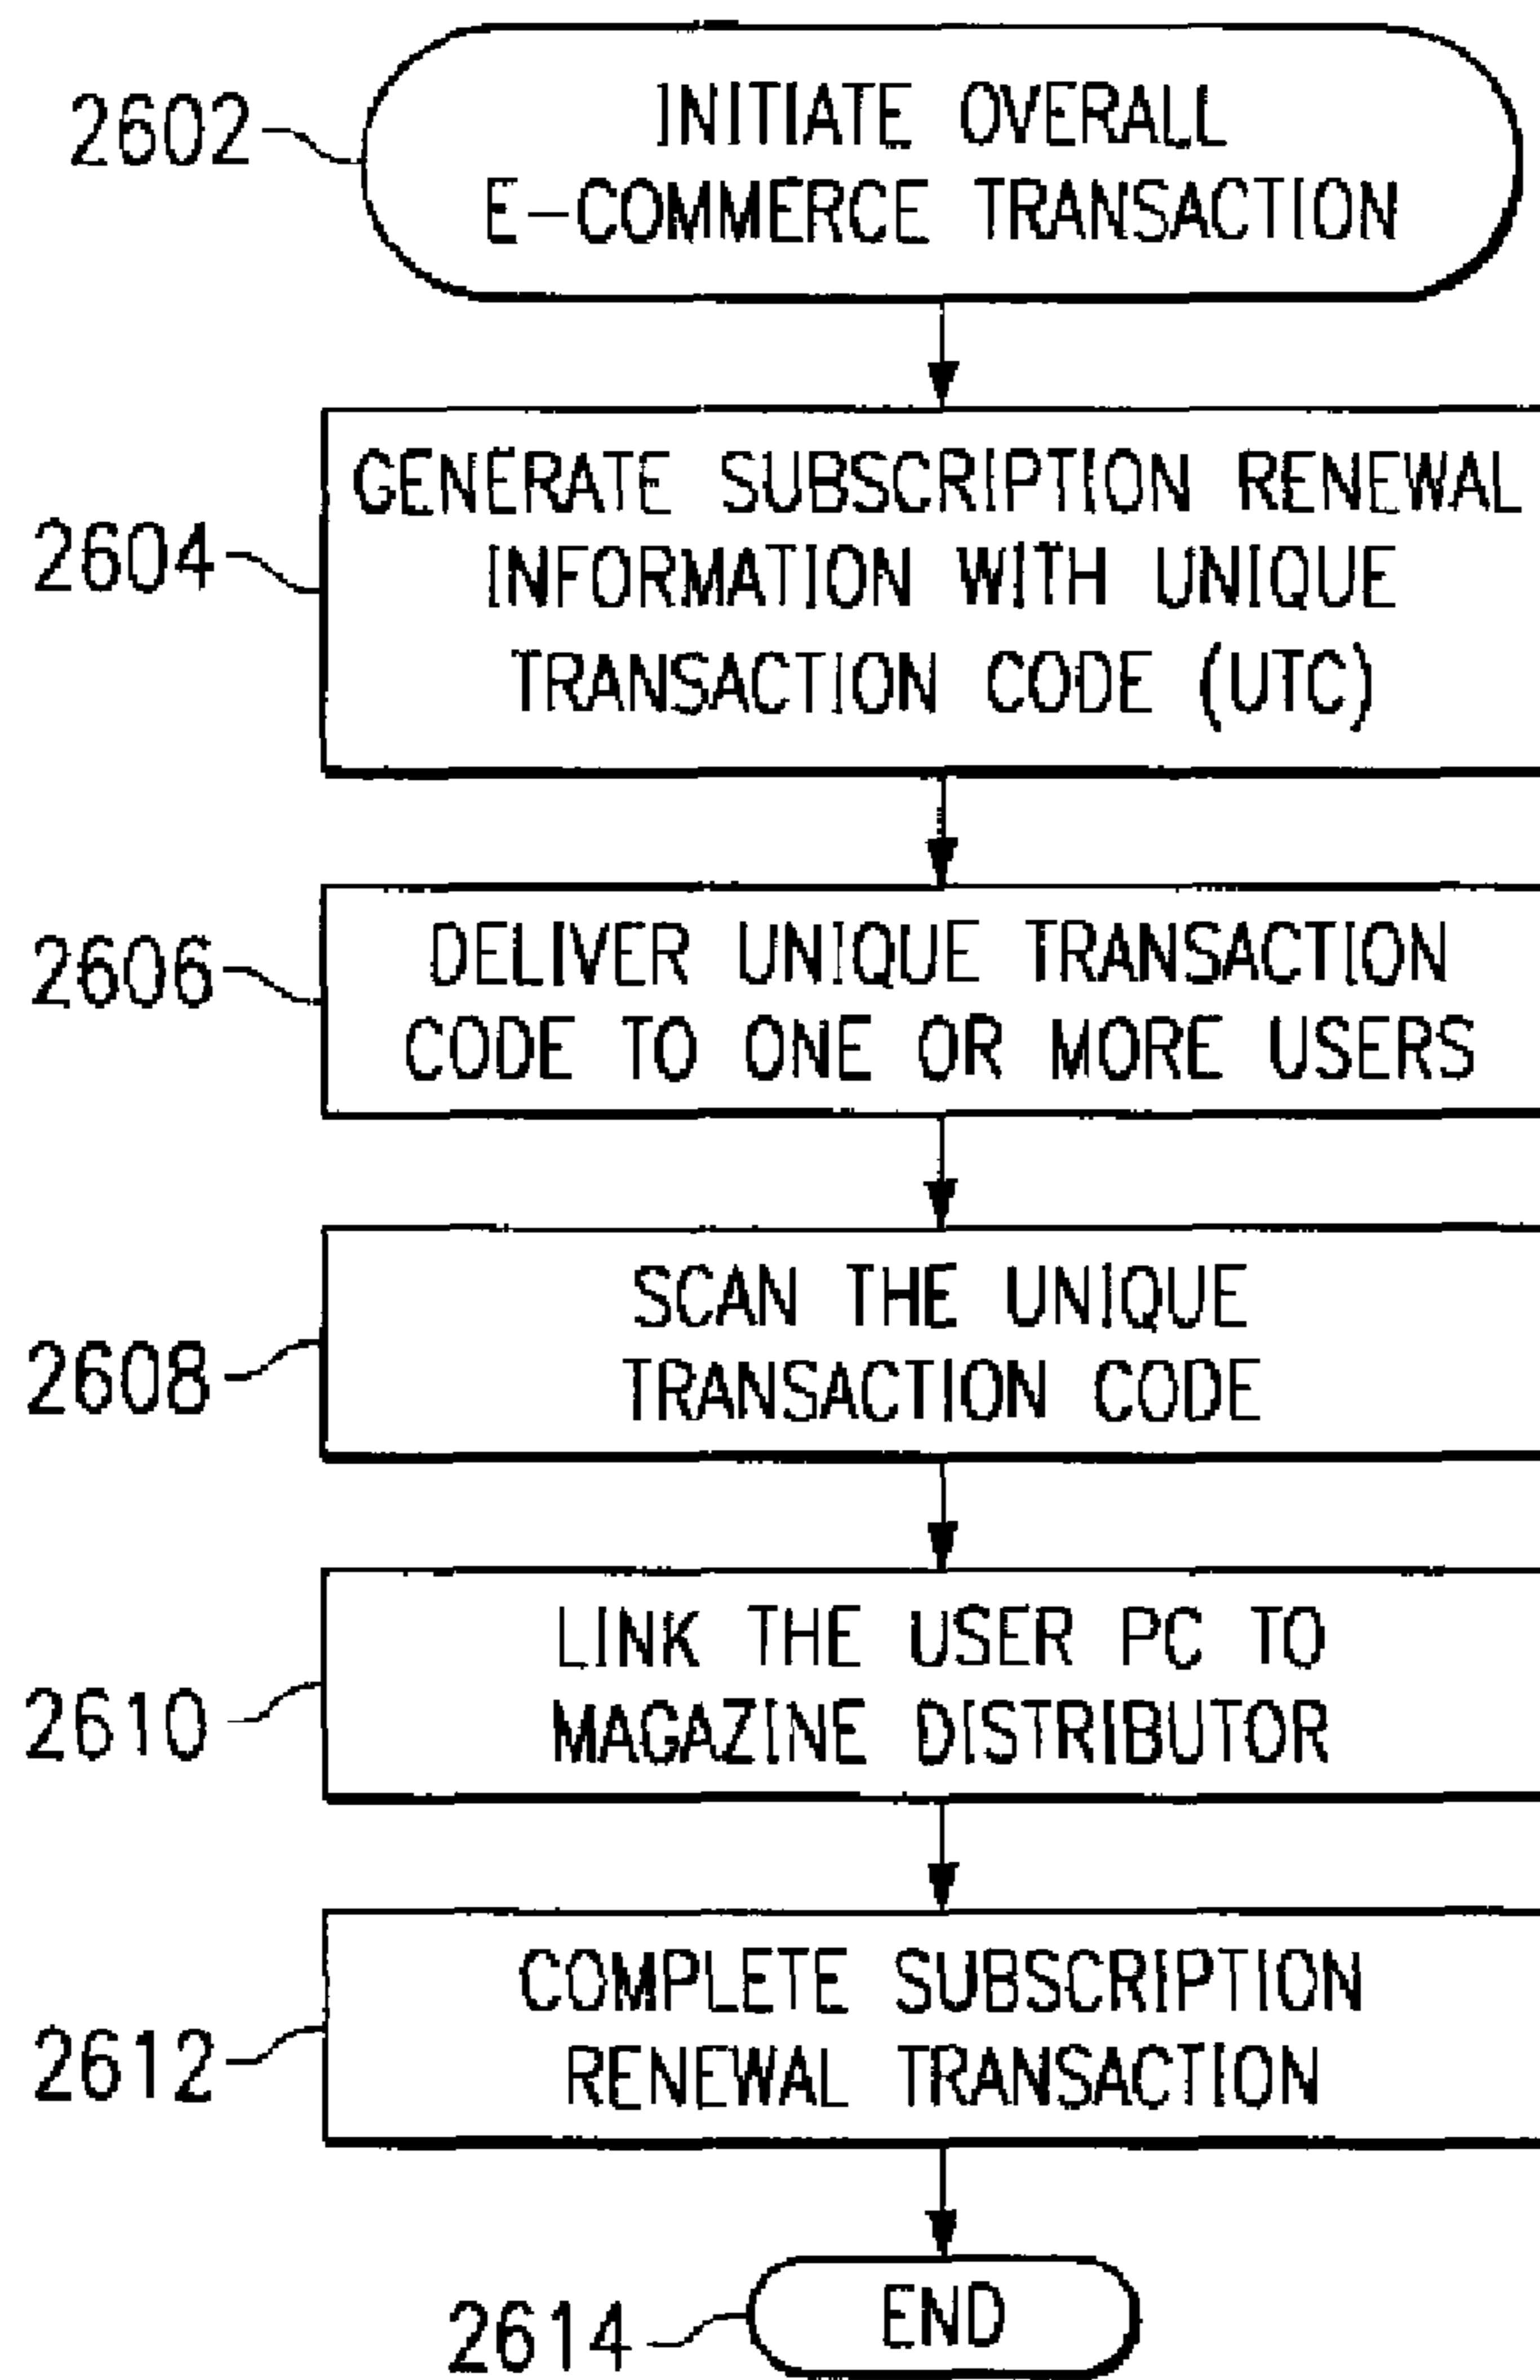 2602
INITIATE OVERALL
E-COMMERCE TRANSACTION
2604
GENERATE SUBSCRIPTION RENEWAL
INFORMATION WITH UNIQUE
TRANSACTION CODE (UTC)
2606
DELIVER UNIQUE TRANSACTION
CODE TO ONE OR MORE USERS
2608
SCAN THE UNIQUE
TRANSACTION CODE
2610
LINK THE USER PC TO
MAGAZINE DISTRIBUTOR
2612
COMPLETE SUBSCRIPTION
RENEWAL TRANSACTION
2614
END